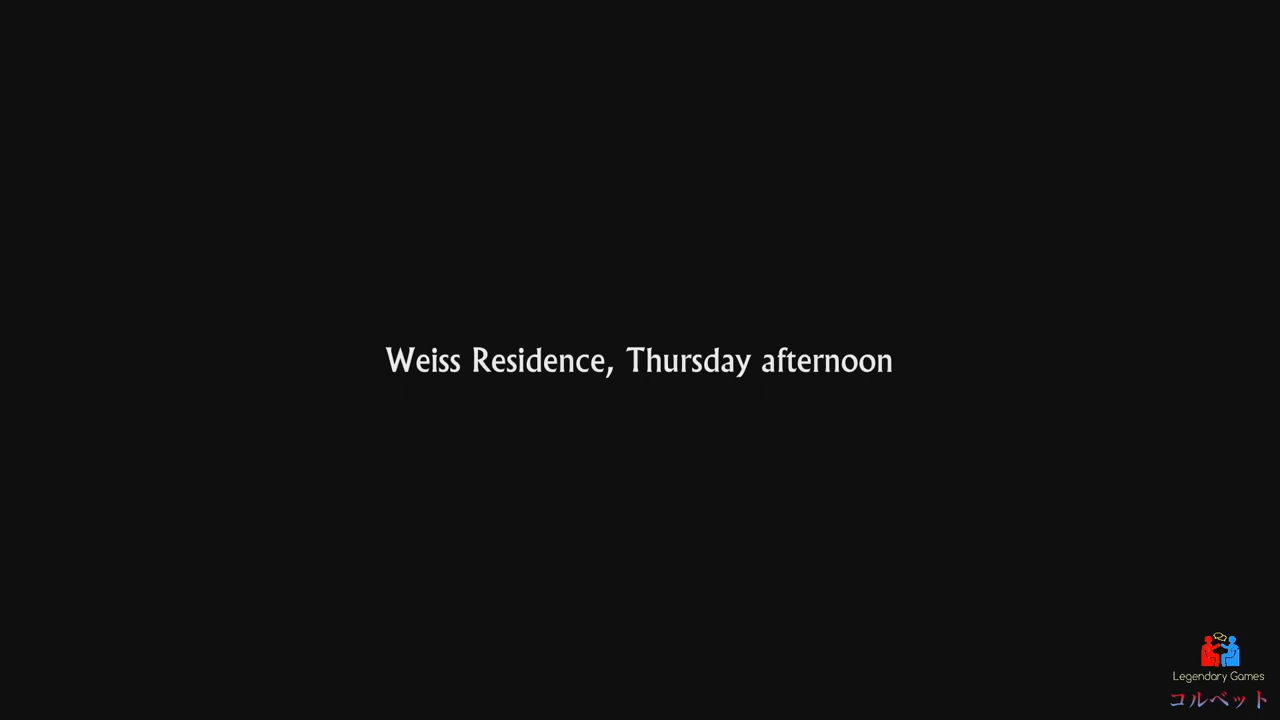 Weiss Residence, Thursday afternoon
Legendary Games
コルベット